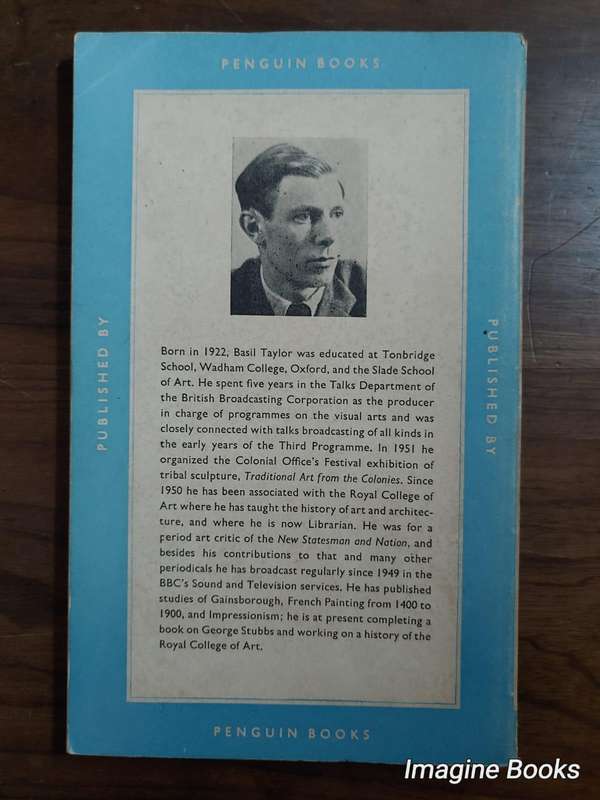 PENGUIN BOOKS
PUBLISHED BY
PUBLISHED BY
Born in 1922, Basil Taylor was educated at Tonbridge
School, Wadham College, Oxford, and the Slade School
of Art. He spent five years in the Talks Department of
the British Broadcasting Corporation as the producer
in charge of programmes on the visual arts and was
closely connected with talks broadcasting of all kinds in
the early years of the Third Programme. In 1951 he
organized the Colonial Office's Festival exhibition of
tribal sculpture, Traditional Art from the Colonies. Since
1950 he has been associated with the Royal College of
Art where he has taught the history of art and architec-
ture, and where he is now Librarian. He was for a
period art critic of the New Statesman and Nation, and
besides his contributions to that and many other
periodicals he has broadcast regularly since 1949 in the
BBC's Sound and Television services. He has published
studies of Gainsborough, French Painting from 1400 to
1900, and Impressionism; he is at present completing a
book on George Stubbs and working on a history of the
Royal College of Art.
PENGUIN BOOKS
Imagine Books